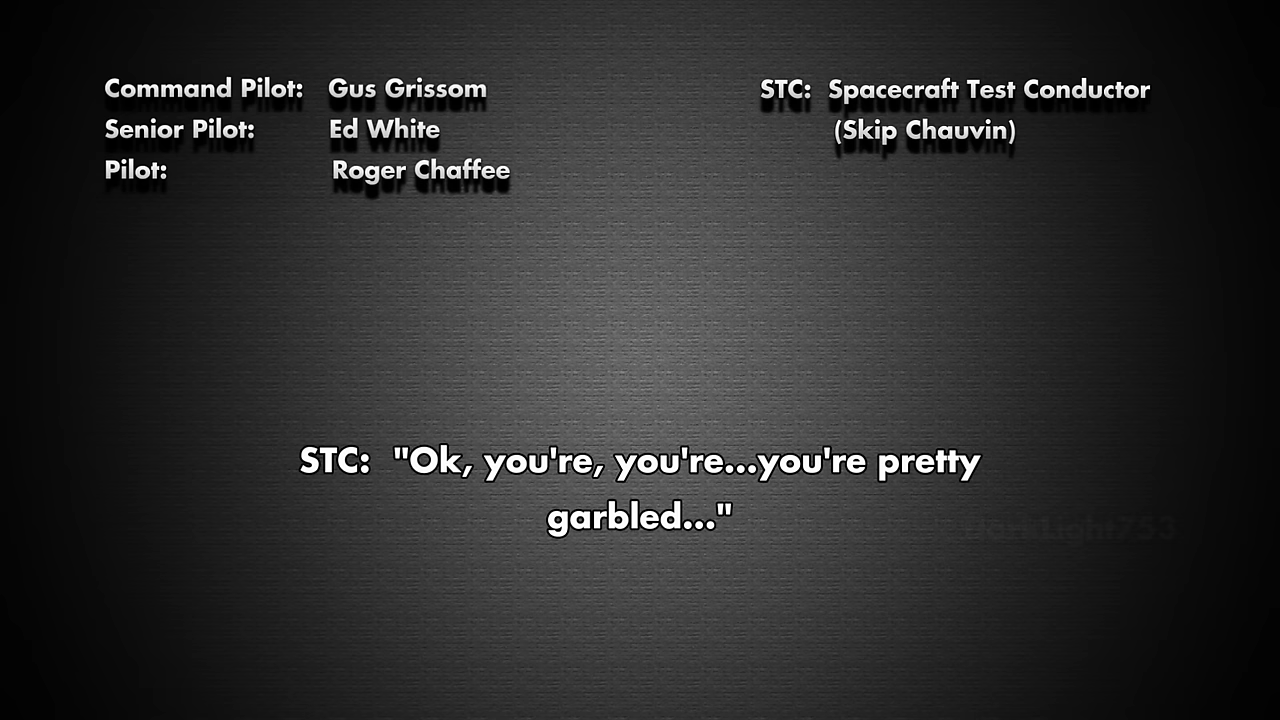 Command Pilot: Gus Grissom
Senior Pilot: Ed White
Pilot: Roger Chaffee
STC: Spacecraft Test Conductor
(Skip Chauvin)
STC: "Ok, you're, you're...you're pretty
garbled..."